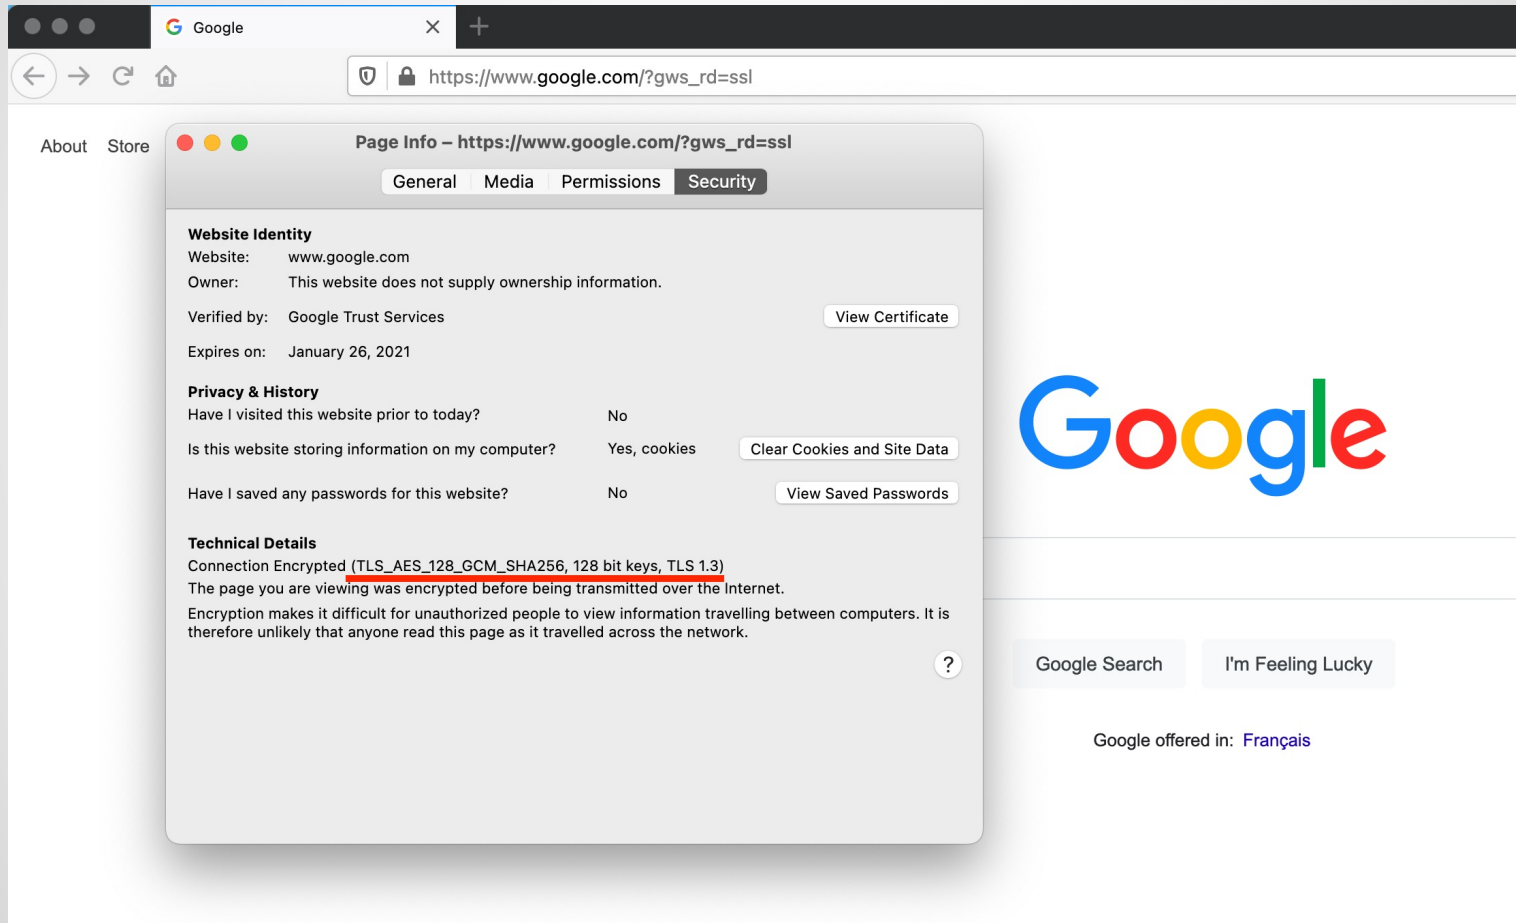 Google
https://www.google.com/?gws_rd=ssl
About Store
Page Info – https://www.google.com/?gws_rd=ssl
General Media Permissions Security
Website Identity
Website: www.google.com
Owner: This website does not supply ownership information.
Verified by: Google Trust Services View Certificate
Expires on: January 26, 2021
Privacy & History
Have I visited this website prior to today? No
Is this website storing information on my computer? Yes, cookies Clear Cookies and Site Data
Have I saved any passwords for this website? No View Saved Passwords
Technical Details
Connection Encrypted (TLS_AES_128_GCM_SHA256, 128 bit keys, TLS 1.3)
The page you are viewing was encrypted before being transmitted over the Internet.
Encryption makes it difficult for unauthorized people to view information travelling between computers. It is
therefore unlikely that anyone read this page as it travelled across the network.
?
Google
Google Search I'm Feeling Lucky
Google offered in: Français